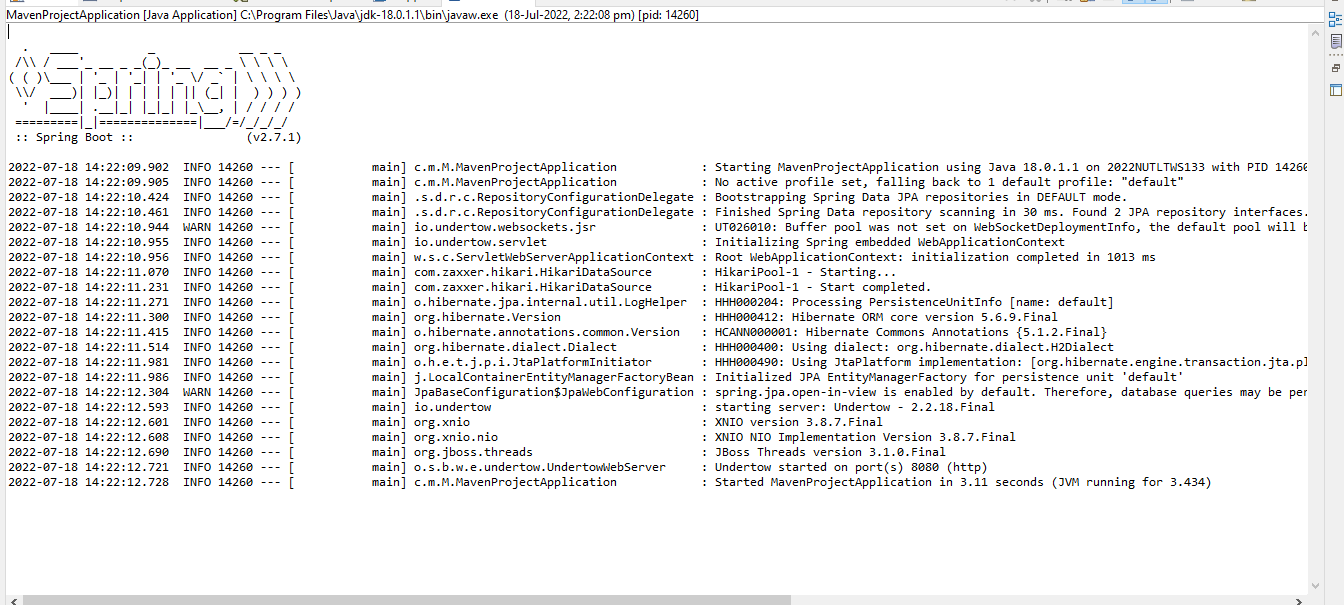 MavenProjectApplication [Java Application] C:\Program Files\Java\jdk-18.0.1.1\bin\javaw.exe  (18-Jul-2022, 2:22:08 pm) [pid: 14260]
  .   ____          _            __ _ _
 /\\ / ___'_ __ _ _(_)_ __  __ _ \ \ \ \
( ( )\___ | '_ | '_| | '_ \/ _` | \ \ \ \
 \\/  ___)| |_)| | | | | || (_| |  ) ) ) )
  '  |____| .__|_| |_|_| |_\__, | / / / /
 =========|_|==============|___/=/_/_/_/
 :: Spring Boot ::                (v2.7.1)
2022-07-18 14:22:09.902  INFO 14260 --- [           main] c.m.M.MavenProjectApplication            : Starting MavenProjectApplication using Java 18.0.1.1 on 2022NUTLTWS133 with PID 14260
2022-07-18 14:22:09.905  INFO 14260 --- [           main] c.m.M.MavenProjectApplication            : No active profile set, falling back to 1 default profile: "default"
2022-07-18 14:22:10.424  INFO 14260 --- [           main] .s.d.r.c.RepositoryConfigurationDelegate : Bootstrapping Spring Data JPA repositories in DEFAULT mode.
2022-07-18 14:22:10.461  INFO 14260 --- [           main] .s.d.r.c.RepositoryConfigurationDelegate : Finished Spring Data repository scanning in 30 ms. Found 2 JPA repository interfaces.
2022-07-18 14:22:10.944  WARN 14260 --- [           main] io.undertow.websockets.jsr               : UT026010: Buffer pool was not set on WebSocketDeploymentInfo, the default pool will
2022-07-18 14:22:10.955  INFO 14260 --- [           main] io.undertow.servlet                      : Initializing Spring embedded WebApplicationContext
2022-07-18 14:22:10.956  INFO 14260 --- [           main] w.s.c.ServletWebServerApplicationContext : Root WebApplicationContext: initialization completed in 1013 ms
2022-07-18 14:22:11.070  INFO 14260 --- [           main] com.zaxxer.hikari.HikariDataSource       : HikariPool-1 - Starting...
2022-07-18 14:22:11.231  INFO 14260 --- [           main] com.zaxxer.hikari.HikariDataSource       : HikariPool-1 - Start completed.
2022-07-18 14:22:11.271  INFO 14260 --- [           main] o.hibernate.jpa.internal.util.LogHelper  : HHH000204: Processing PersistenceUnitInfo [name: default]
2022-07-18 14:22:11.300  INFO 14260 --- [           main] org.hibernate.Version                    : HHH000412: Hibernate ORM core version 5.6.9.Final
2022-07-18 14:22:11.415  INFO 14260 --- [           main] o.hibernate.annotations.common.Version   : HCANN000001: Hibernate Commons Annotations {5.1.2.Final}
2022-07-18 14:22:11.514  INFO 14260 --- [           main] org.hibernate.dialect.Dialect            : HHH000400: Using dialect: org.hibernate.dialect.H2Dialect
2022-07-18 14:22:11.981  INFO 14260 --- [           main] o.h.e.t.j.p.i.JtaPlatformInitiator       : HHH000490: Using JtaPlatform implementation: [org.hibernate.engine.transaction.jta.pl
2022-07-18 14:22:11.986  INFO 14260 --- [           main] j.LocalContainerEntityManagerFactoryBean : Initialized JPA EntityManagerFactory for persistence unit 'default'
2022-07-18 14:22:12.304  WARN 14260 --- [           main] JpaBaseConfiguration$JpaWebConfiguration : spring.jpa.open-in-view is enabled by default. Therefore, database queries may be per
2022-07-18 14:22:12.593  INFO 14260 --- [           main] io.undertow                              : starting server: Undertow - 2.2.18.Final
2022-07-18 14:22:12.601  INFO 14260 --- [           main] org.xnio                                 : XNIO version 3.8.7.Final
2022-07-18 14:22:12.608  INFO 14260 --- [           main] org.xnio.nio                             : XNIO NIO Implementation Version 3.8.7.Final
2022-07-18 14:22:12.690  INFO 14260 --- [           main] org.jboss.threads                        : JBoss Threads version 3.1.0.Final
2022-07-18 14:22:12.721  INFO 14260 --- [           main] o.s.b.w.e.undertow.UndertowWebServer     : Undertow started on port(s) 8080 (http)
2022-07-18 14:22:12.728  INFO 14260 --- [           main] c.m.M.MavenProjectApplication            : Started MavenProjectApplication in 3.11 seconds (JVM running for 3.434)